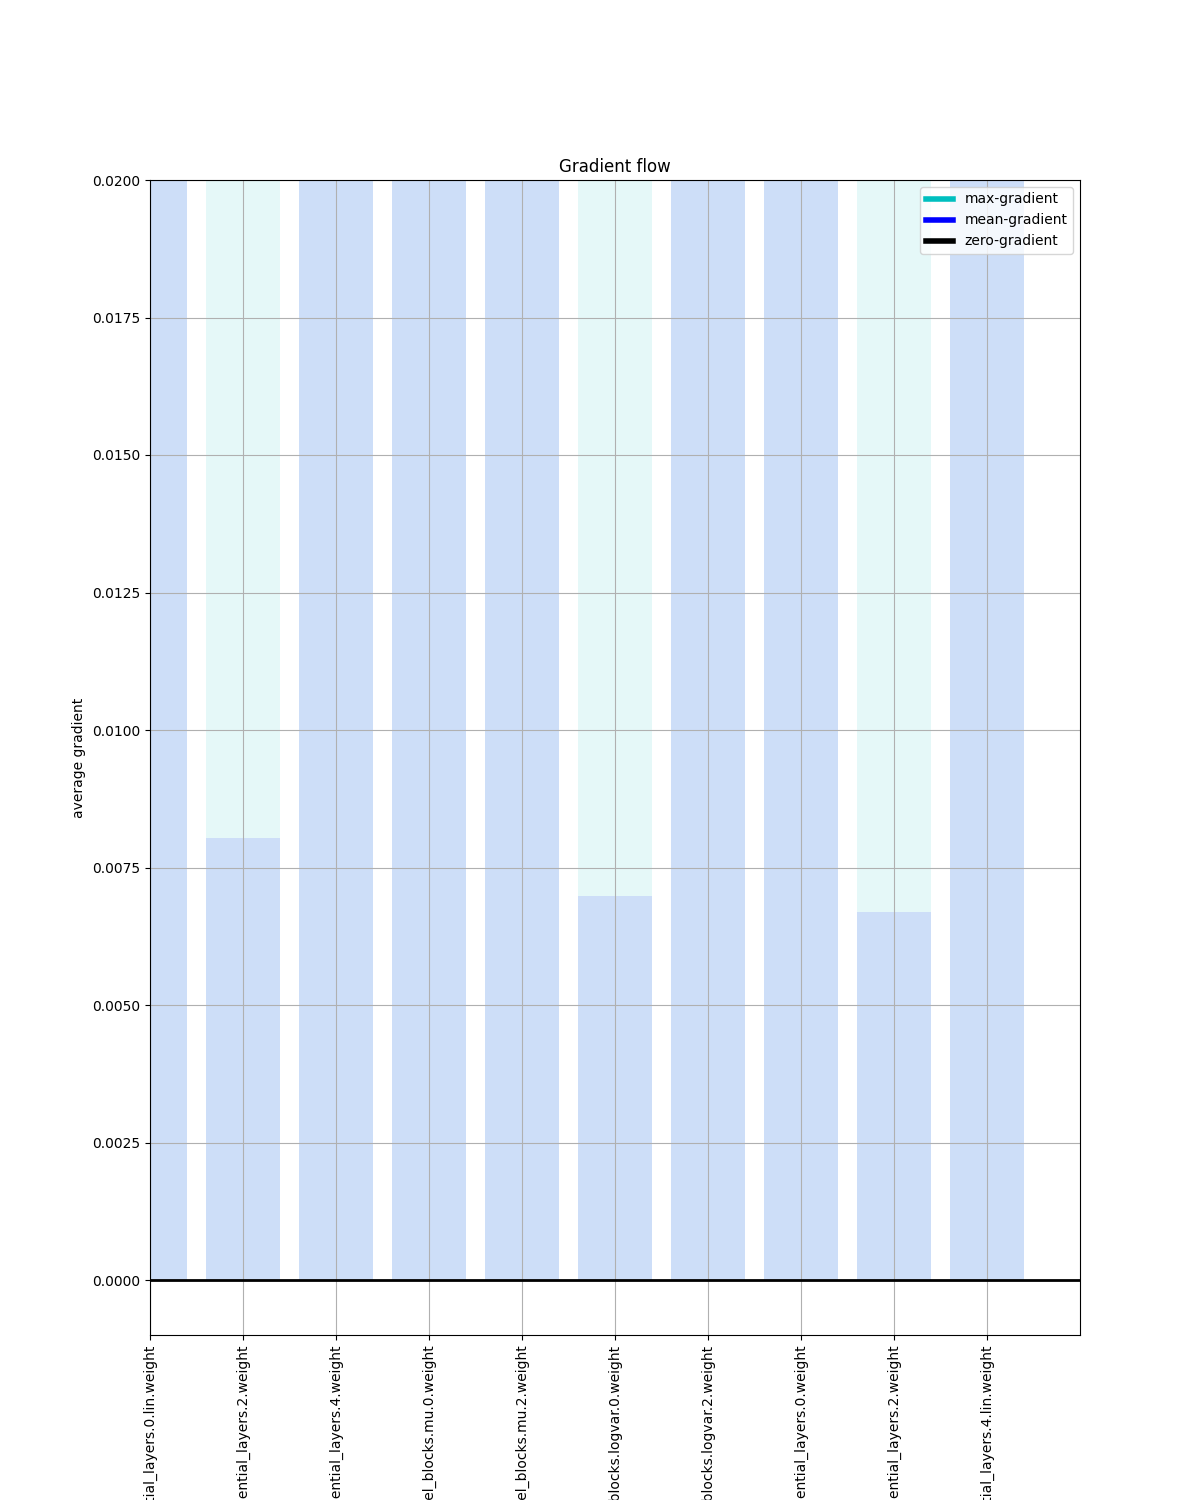 Gradient flow
max-gradient
mean-gradient
zero-gradient
0.0200
0.0175
0.0150
0.0125
0.0100
0.0075
0.0050
0.0025
0.0000
average gradient
tial_layers.0.lin.weight
ential_layers.2.weight
ential_layers.4.weight
el_blocks.mu.0.weight
el_blocks.mu.2.weight
blocks.logvar.0.weight
blocks.logvar.2.weight
ential_layers.0.weight
ential_layers.2.weight
tial_layers.4.lin.weight